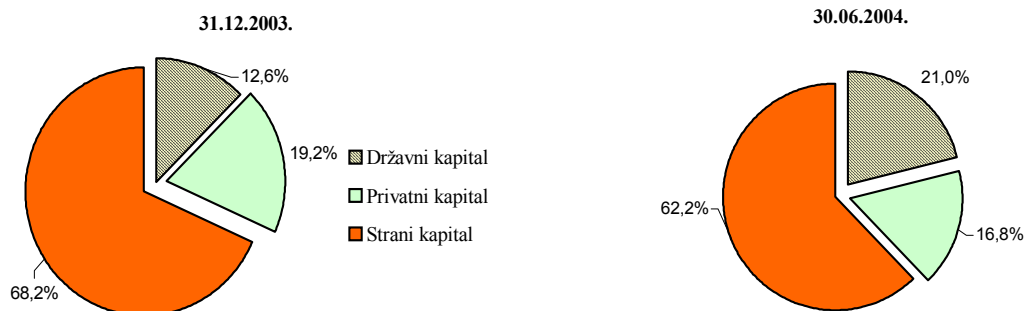 31.12.2003.
30.06.2004.
12,6%
19,2%
68,2%
Državni kapital
Privatni kapital
Strani kapital
21,0%
16,8%
62,2%